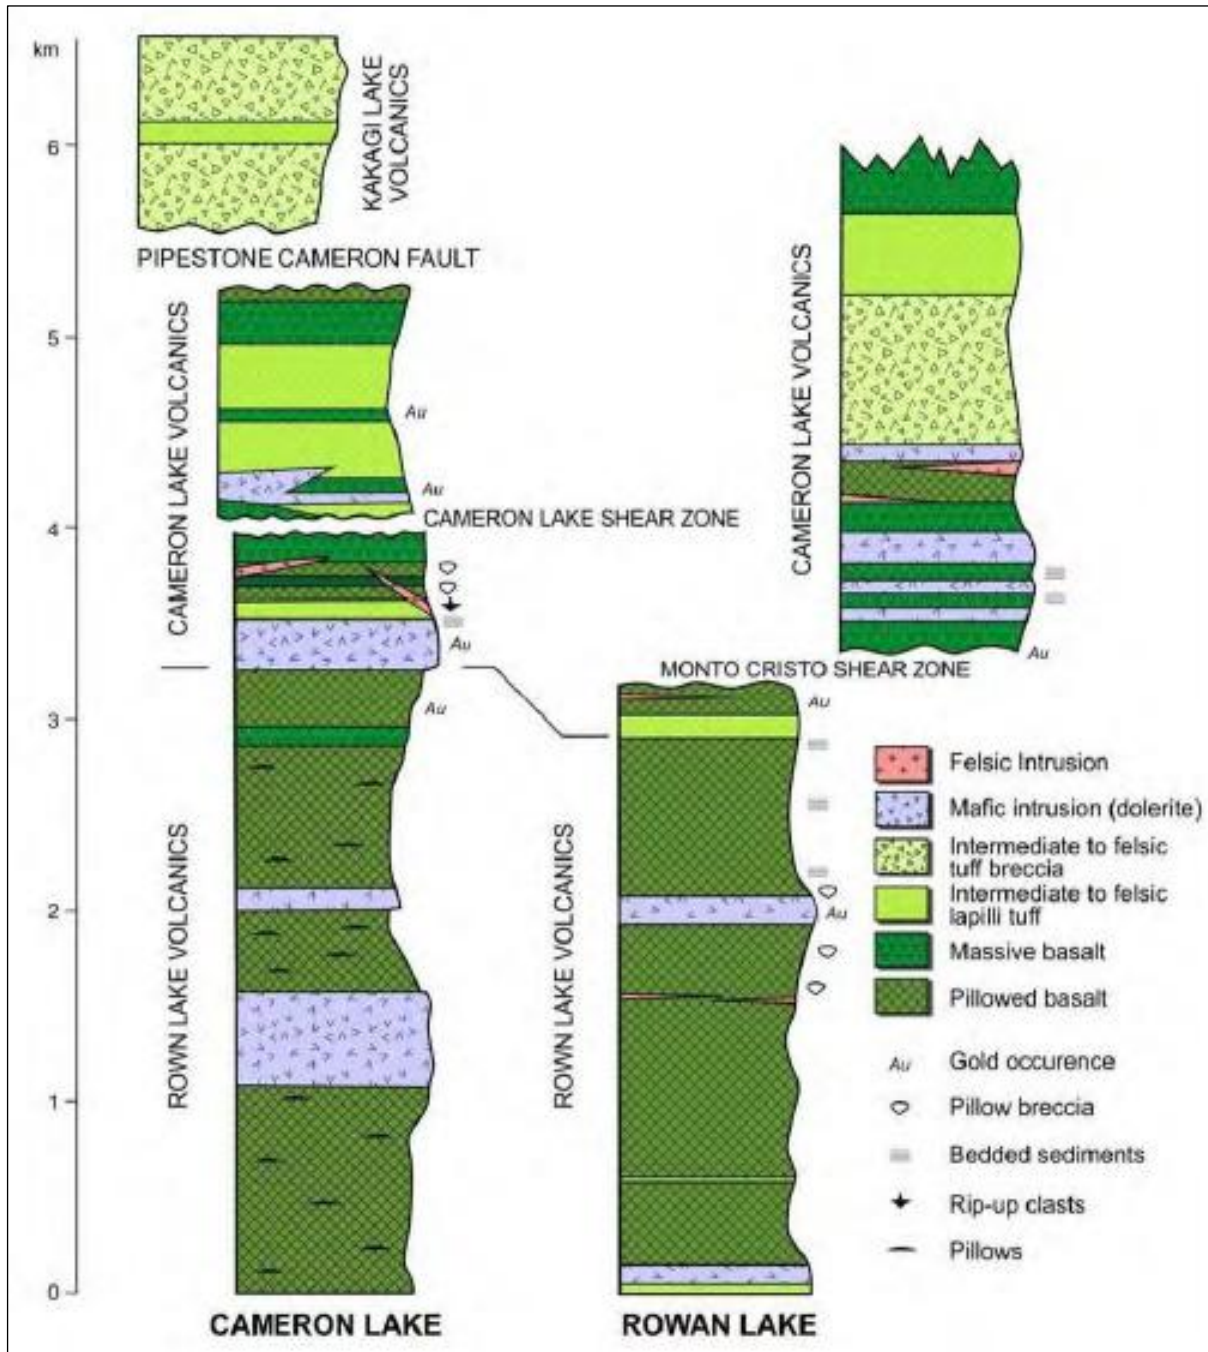 km
6
5
4
3
2
1
0
KAKAGI LAKE
VOLCANICS
PIPESTONE CAMERON FAULT
CAMERON LAKE VOLCANICS
Au
Au
CAMERON LAKE SHEAR ZONE
Au
Au
ROWN LAKE VOLCANICS
CAMERON LAKE
CAMERON LAKE VOLCANICS
Au
MONTO CRISTO SHEAR ZONE
Au
Au
ROWN LAKE VOLCANICS
ROWAN LAKE
Felsic Intrusion
Mafic intrusion (dolerite)
Intermediate to felsic
tuff breccia
Intermediate to felsic
lapilli tuff
Massive basalt
Pillowed basalt
Au Gold occurence
Pillow breccia
Bedded sediments
Rip-up clasts
Pillows